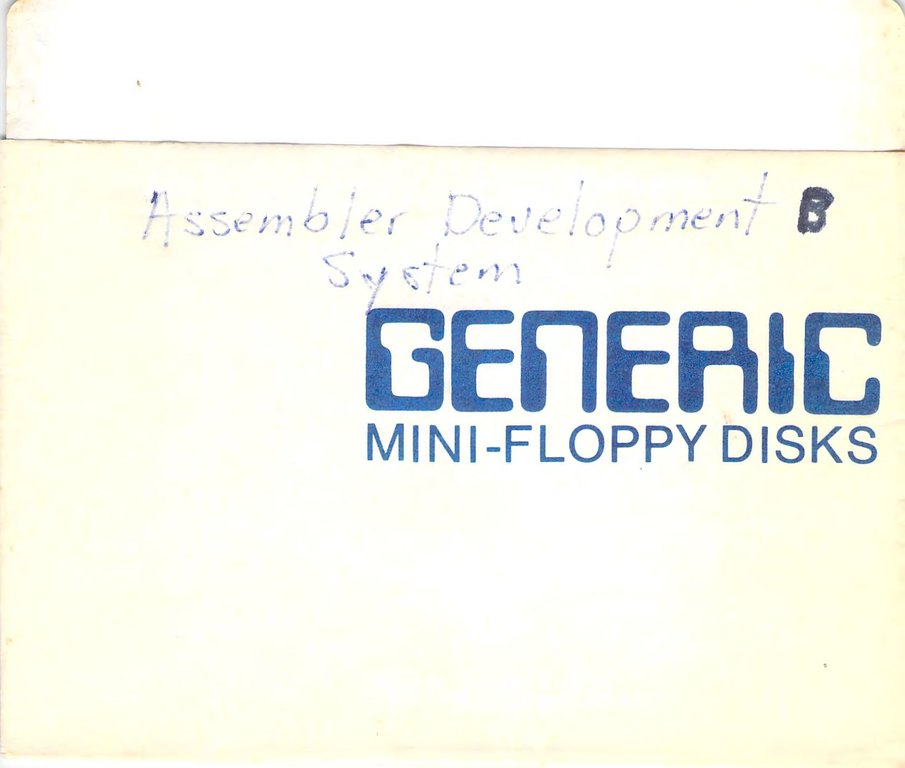 Assembler Development B
System
GENERIC
MINI-FLOPPY DISKS